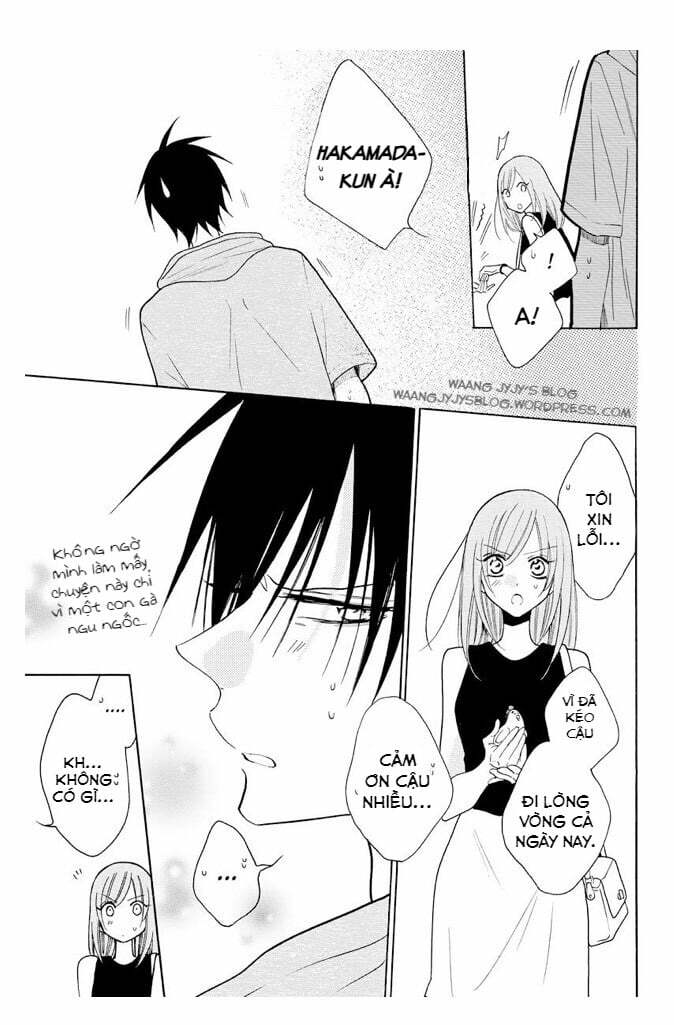 !
A!
HAKAMADA-
KUN À!
WAANG JYJY'S BLOG
WAANGJYJYSBLOG.WORDPRESS.COM
TÔI
XIN
LỖI...
VÌ ĐÃ
KÉO
CẬU
ĐI LÒNG
VÒNG CẢ
NGÀY NAY.
CẢM
ƠN CẬU
NHIỀU...
Không ngờ
mình làm mấy
chuyện này chỉ
vì một con gà
ngu ngốc...
...
....
KH...
KHÔNG
CÓ GÌ...